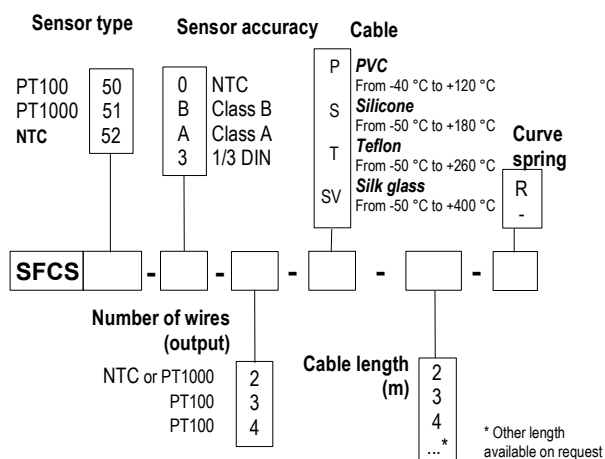 Sensor type
PT100 50
PT1000 51
NTC 52
Sensor accuracy
0 NTC
B Class B
A Class A
3 1/3 DIN
Cable
P PVC
From -40 °C to +120 °C
S Silicone
From -50 °C to +180 °C
T Teflon
From -50 °C to +260 °C
SV Silk glass
From -50 °C to +400 °C
Curve
spring
R
-
SFCS - - - - -
Number of wires
(output)
NTC or PT1000 2
PT100 3
PT100 4
Cable length
(m)
2
3
4
...*
* Other length
available on request